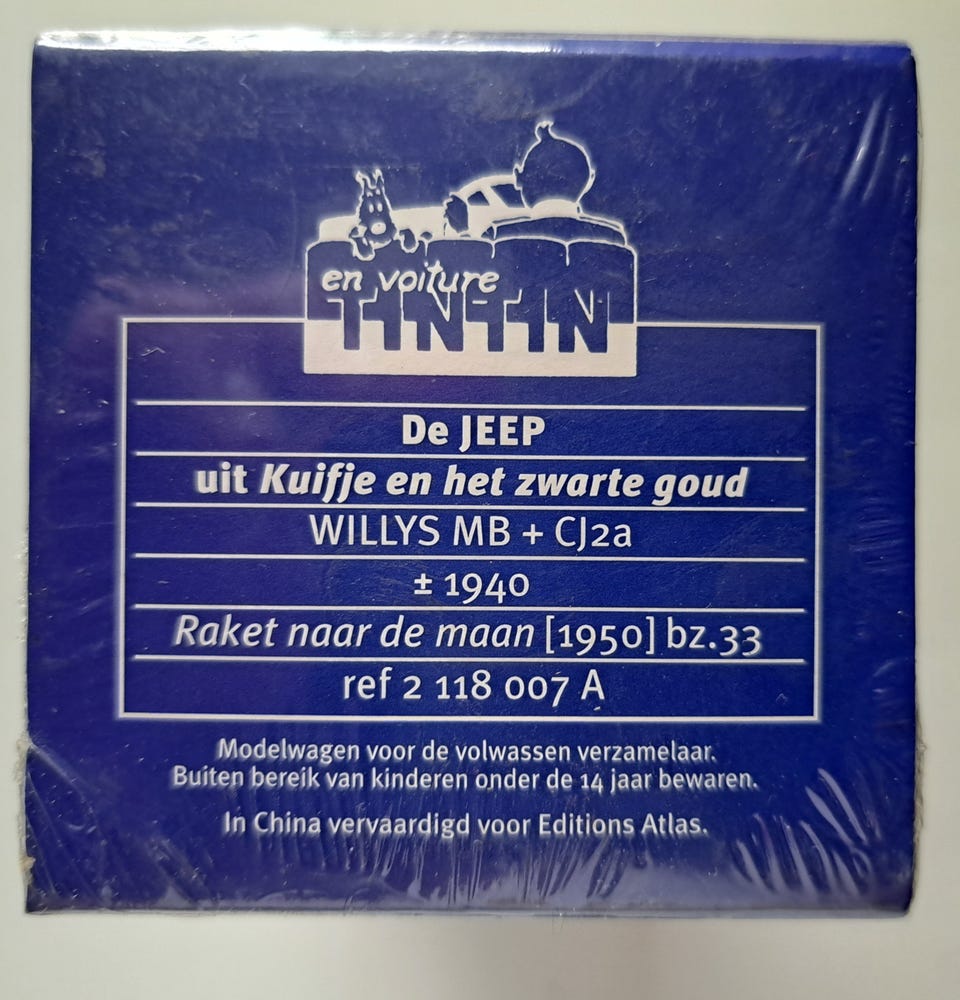 en voiture
TINTIN
De JEEP
uit Kuifje en het zwarte goud
WILLYS MB + CJ2a
± 1940
Raket naar de maan [1950] bz.33
ref 2 118 007 A
Modelwagen voor de volwassen verzamelaar.
Buiten bereik van kinderen onder de 14 jaar bewaren.
In China vervaardigd voor Editions Atlas.